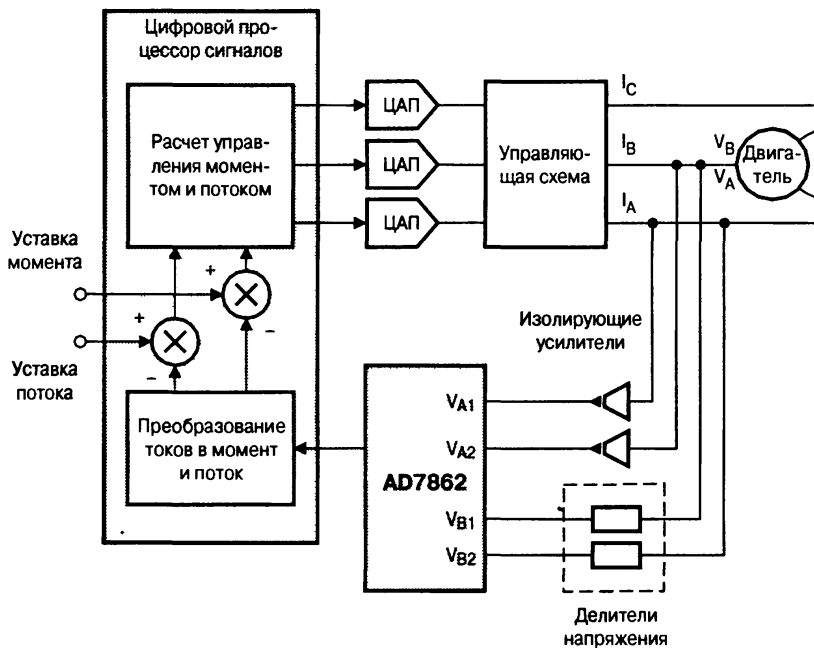 Цифровой про-
цессор сигналов
Расчет управ-
ления момен-
том и потоком
ЦАП
ЦАП
ЦАП
Управляю-
щая схема
I_C
I_B
I_A
V_B
V_A
Двига-
тель
Уставка
момента
+
−
Уставка
потока
+
−
Изолирующие
усилители
Преобразование
токов в момент
и поток
AD7862
V_A1
V_A2
V_B1
V_B2
Делители
напряжения